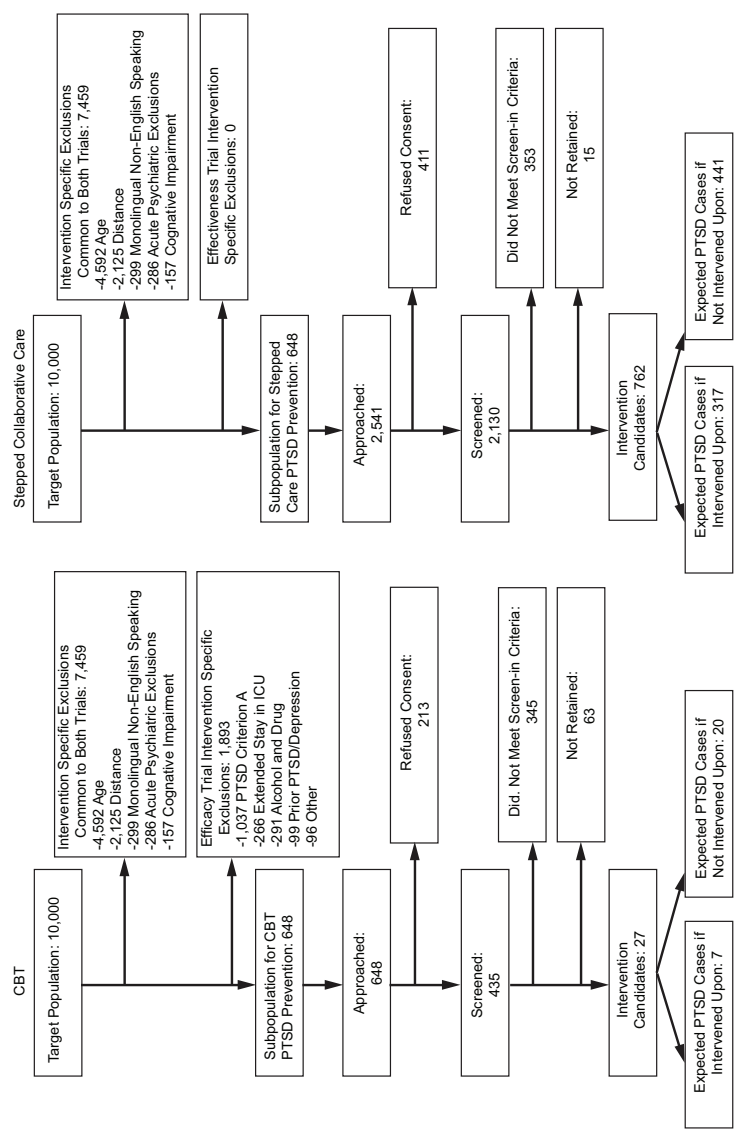 CBT
Target Population: 10,000
Intervention Specific Exclusions
Common to Both Trials: 7,459
-4,592 Age
-2,125 Distance
-299 Monolingual Non-English Speaking
-286 Acute Psychiatric Exclusions
-157 Cognative Impairment
Efficacy Trial Intervention Specific
Exclusions: 1,893
-1,037 PTSD Criterion A
-266 Extended Stay in ICU
-291 Alcohol and Drug
-99 Prior PTSD/Depression
-96 Other
Subpopulation for CBT
PTSD Prevention: 648
Approached:
648
Refused Consent:
213
Screened:
435
Did. Not Meet Screen-in Criteria:
345
Not Retained:
63
Intervention
Candidates: 27
Expected PTSD Cases if
Intervened Upon: 7
Expected PTSD Cases if
Not Intervened Upon: 20
Stepped Collaborative Care
Target Population: 10,000
Intervention Specific Exclusions
Common to Both Trials: 7,459
-4,592 Age
-2,125 Distance
-299 Monolingual Non-English Speaking
-286 Acute Psychiatric Exclusions
-157 Cognative Impairment
Effectiveness Trial Intervention
Specific Exclusions: 0
Subpopulation for Stepped
Care PTSD Prevention: 648
Approached:
2,541
Refused Consent:
411
Screened:
2,130
Did Not Meet Screen-in Criteria:
353
Not Retained:
15
Intervention
Candidates: 762
Expected PTSD Cases if
Intervened Upon: 317
Expected PTSD Cases if
Not Intervened Upon: 441